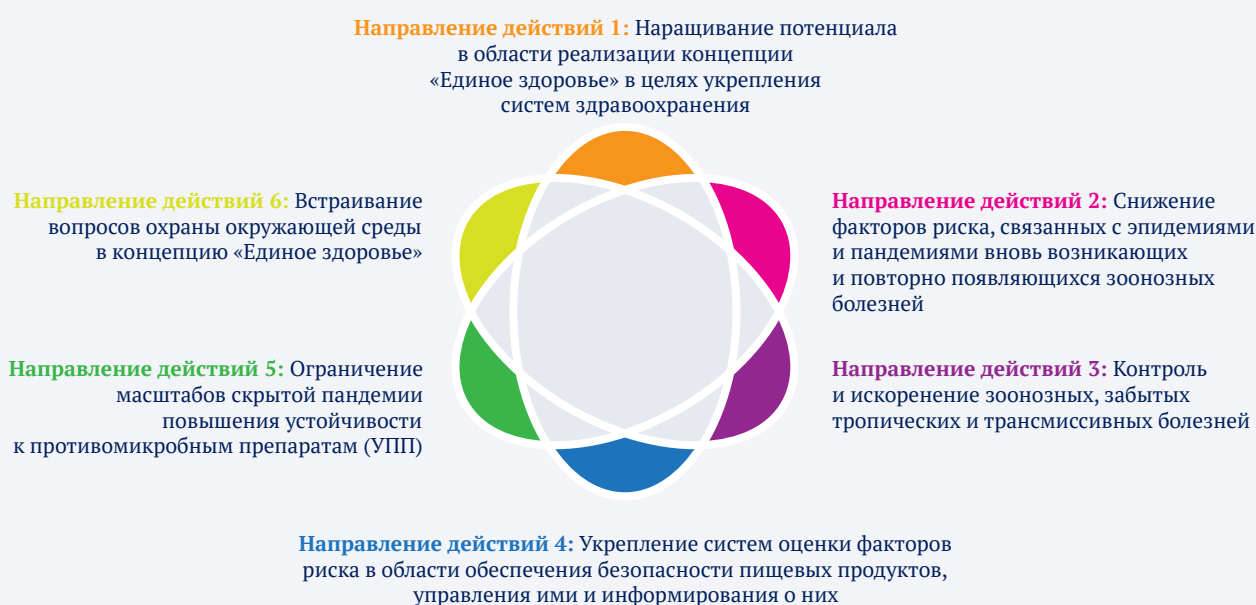 Направление действий 1: Наращивание потенциала
в области реализации концепции
«Единое здоровье» в целях укрепления
систем здравоохранения
Направление действий 6: Встраивание
вопросов охраны окружающей среды
в концепцию «Единое здоровье»
Направление действий 2: Снижение
факторов риска, связанных с эпидемиями
и пандемиями вновь возникающих
и повторно появляющихся зоонозных
болезней
Направление действий 5: Ограничение
масштабов скрытой пандемии
повышения устойчивости
к противомикробным препаратам (УПП)
Направление действий 3: Контроль
и искоренение зоонозных, забытых
тропических и трансмиссивных болезней
Направление действий 4: Укрепление систем оценки факторов
риска в области обеспечения безопасности пищевых продуктов,
управления ими и информирования о них